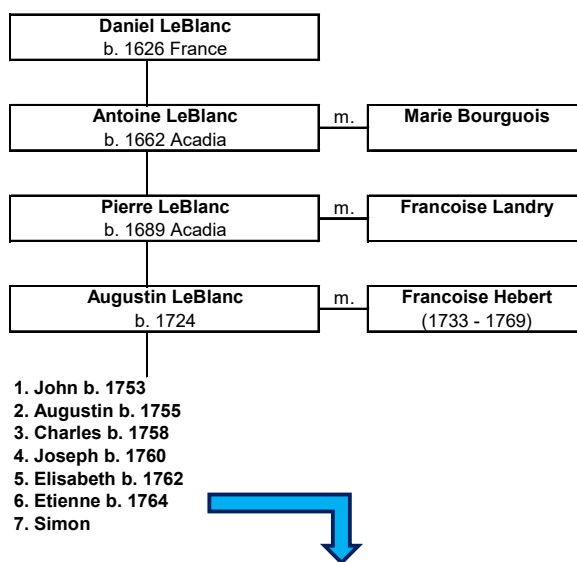 Daniel LeBlanc
b. 1626 France
Antoine LeBlanc
b. 1662 Acadia
m.
Marie Bourguois
Pierre LeBlanc
b. 1689 Acadia
m.
Francoise Landry
Augustin LeBlanc
b. 1724
m.
Francoise Hebert
(1733 - 1769)
1. John b. 1753
2. Augustin b. 1755
3. Charles b. 1758
4. Joseph b. 1760
5. Elisabeth b. 1762
6. Etienne b. 1764
7. Simon